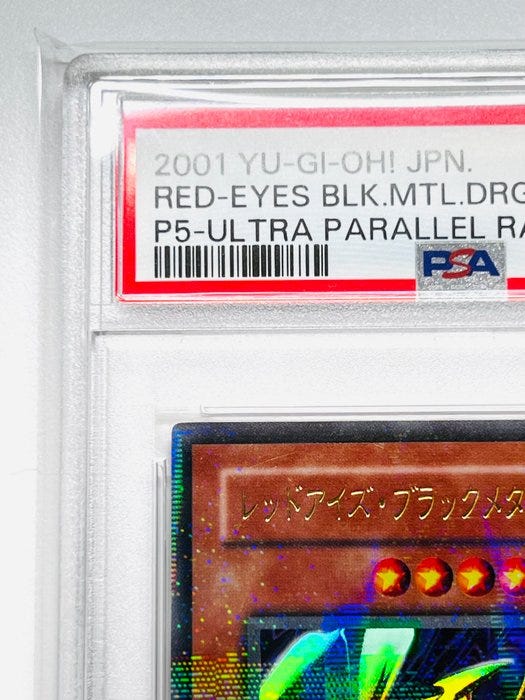 2001 YU-GI-OH! JPN.
RED-EYES BLK.MTL.DRG
P5-ULTRA PARALLEL RA
PSA
レッドアイズ・ブラックメタ